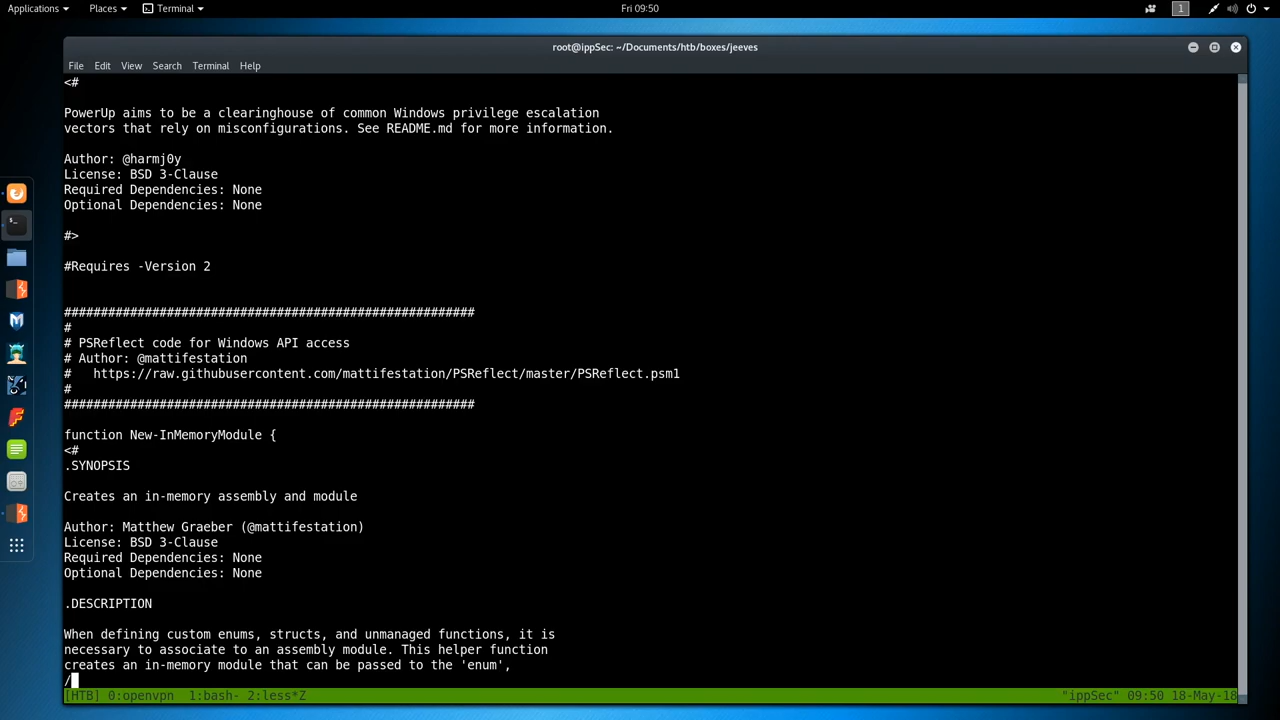 Applications Places Terminal Fri 09:50 1
root@ippSec: ~/Documents/htb/boxes/jeeves
File Edit View Search Terminal Help
<#
PowerUp aims to be a clearinghouse of common Windows privilege escalation
vectors that rely on misconfigurations. See README.md for more information.
Author: @harmj0y
License: BSD 3-Clause
Required Dependencies: None
Optional Dependencies: None
#>
#Requires -Version 2
########################################################
#
# PSReflect code for Windows API access
# Author: @mattifestation
#   https://raw.githubusercontent.com/mattifestation/PSReflect/master/PSReflect.psm1
#
########################################################
function New-InMemoryModule {
<#
.SYNOPSIS
Creates an in-memory assembly and module
Author: Matthew Graeber (@mattifestation)
License: BSD 3-Clause
Required Dependencies: None
Optional Dependencies: None
.DESCRIPTION
When defining custom enums, structs, and unmanaged functions, it is
necessary to associate to an assembly module. This helper function
creates an in-memory module that can be passed to the 'enum',
/
[HTB] 0:openvpn  1:bash- 2:less*Z "ippSec" 09:50 18-May-18